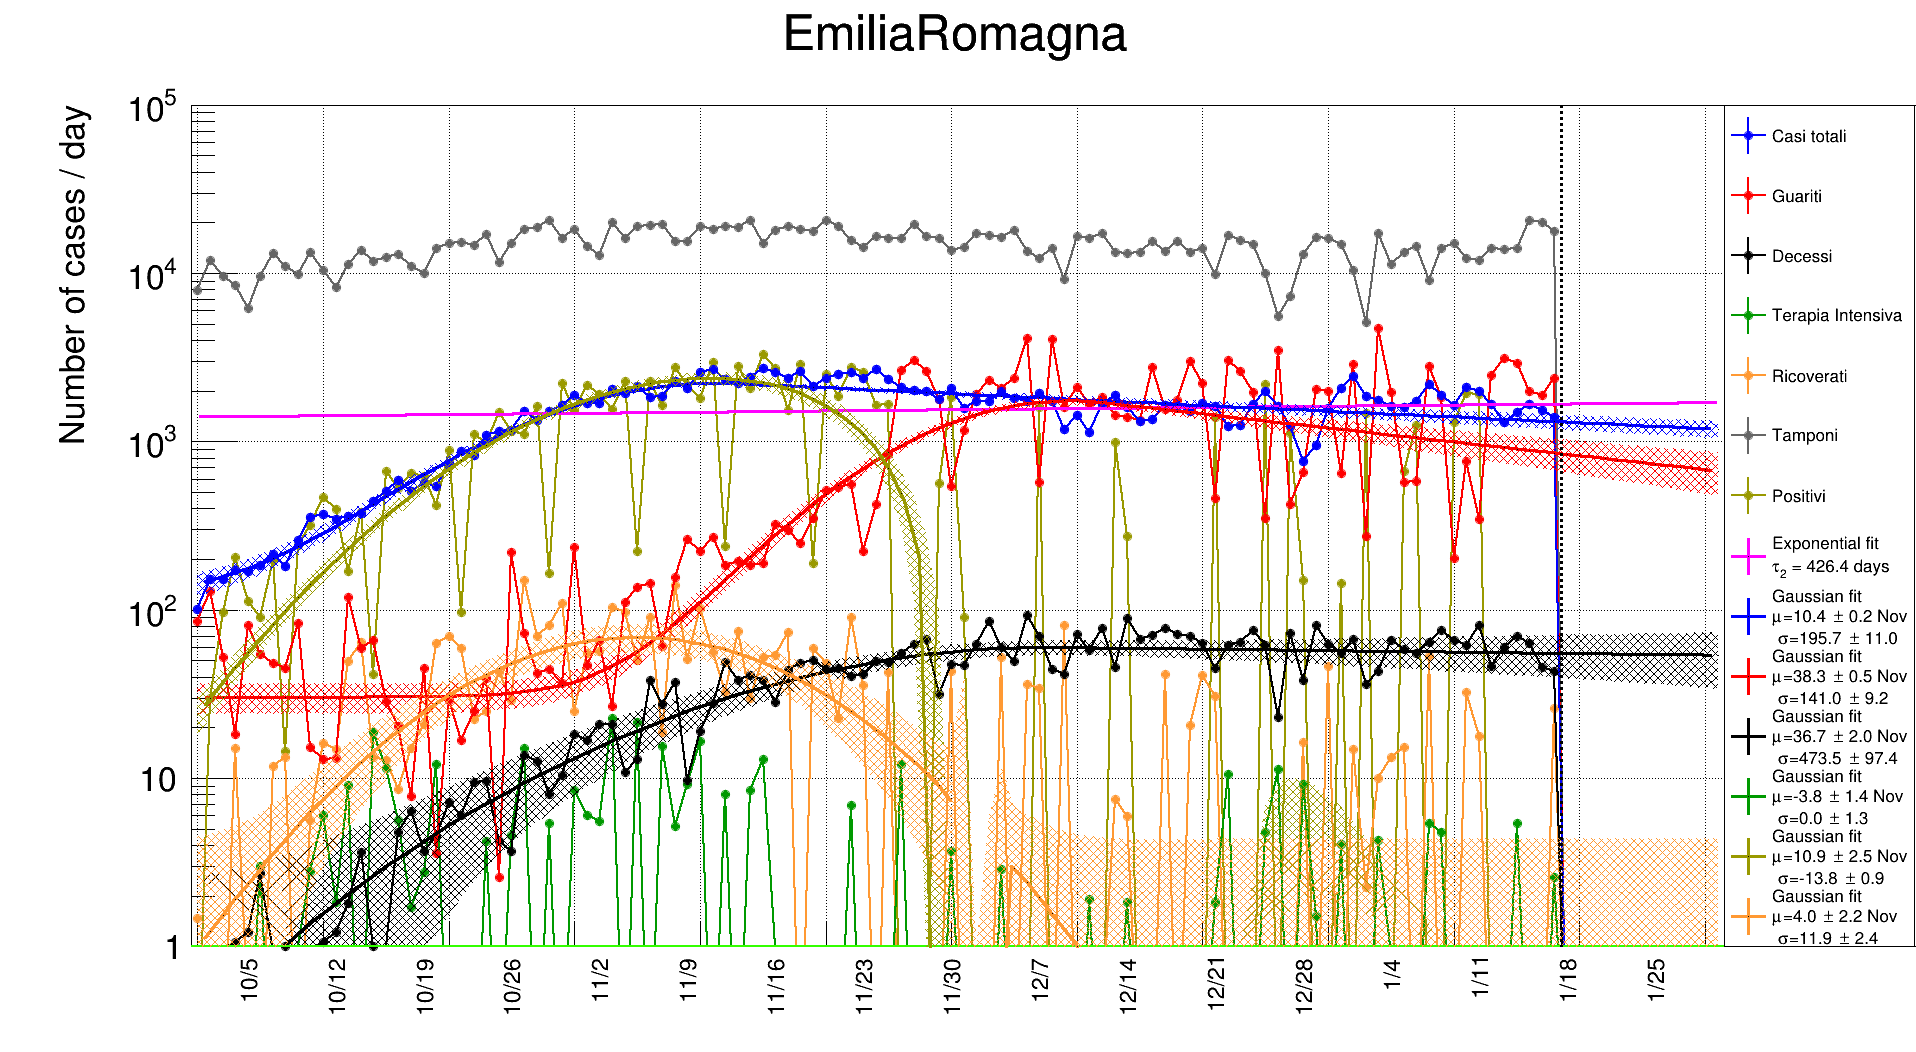 EmiliaRomagna
Number of cases / day
10^5
10^4
10^3
10^2
10
1
10/5
10/12
10/19
10/26
11/2
11/9
11/16
11/23
11/30
12/7
12/14
12/21
12/28
1/4
1/11
1/18
1/25
Casi totali
Guariti
Decessi
Terapia Intensiva
Ricoverati
Tamponi
Positivi
Exponential fit
τ₂ = 426.4 days
Gaussian fit
μ=10.4 ± 0.2 Nov
σ=195.7 ± 11.0
Gaussian fit
μ=38.3 ± 0.5 Nov
σ=141.0 ± 9.2
Gaussian fit
μ=36.7 ± 2.0 Nov
σ=473.5 ± 97.4
Gaussian fit
μ=-3.8 ± 1.4 Nov
σ=0.0 ± 1.3
Gaussian fit
μ=10.9 ± 2.5 Nov
σ=-13.8 ± 0.9
Gaussian fit
μ=4.0 ± 2.2 Nov
σ=11.9 ± 2.4